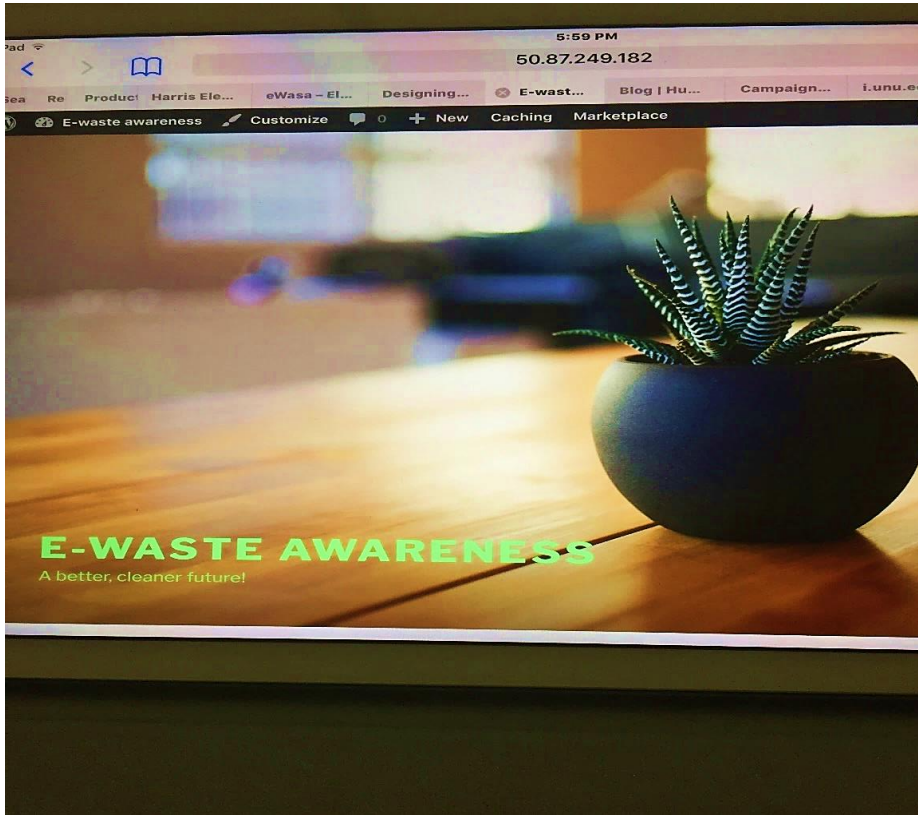 Pad
5:59 PM
50.87.249.182
sea Re Product Harris Ele... eWasa – El... Designing... E-wast... Blog | Hu... Campaign... i.unu.e
E-waste awareness Customize 0 New Caching Marketplace
E-WASTE AWARENESS
A better, cleaner future!